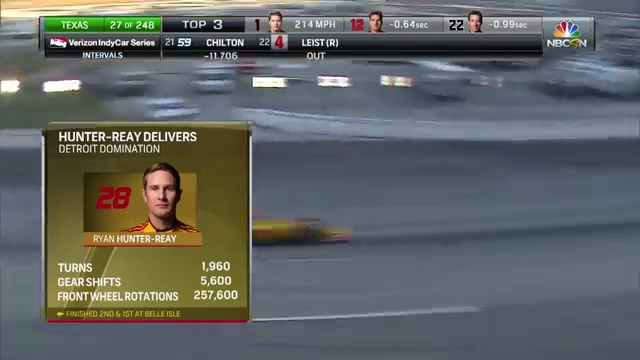 TEXAS 27 OF 248 TOP 3 1 214 MPH 12 -0.64SEC 22 -0.99SEC
Verizon IndyCar Series 21 59 CHILTON 22 4 LEIST (R)
INTERVALS -11.706 OUT
NBCSN
HUNTER-REAY DELIVERS
DETROIT DOMINATION
28
RYAN HUNTER-REAY
TURNS 1,960
GEAR SHIFTS 5,600
FRONT WHEEL ROTATIONS 257,600
FINISHED 2ND & 1ST AT BELLE ISLE